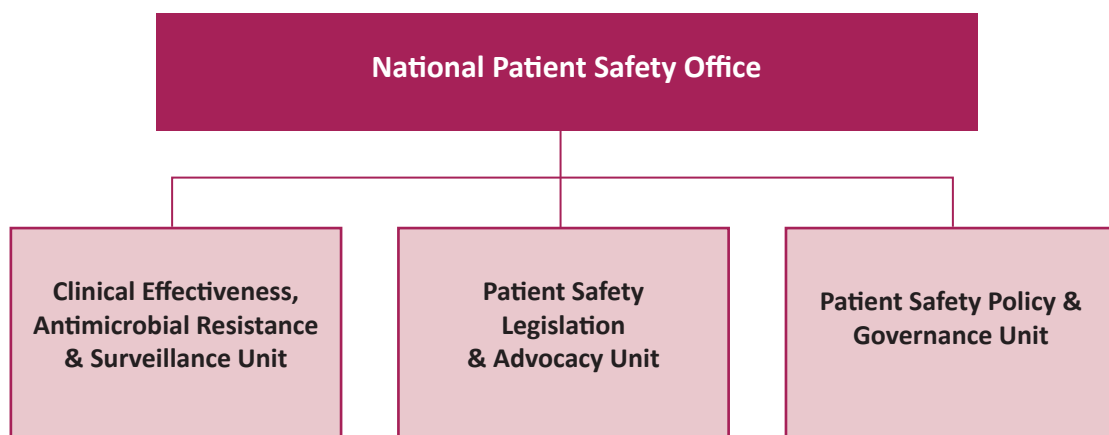 National Patient Safety Office
Clinical Effectiveness,
Antimicrobial Resistance
& Surveillance Unit
Patient Safety
Legislation
& Advocacy Unit
Patient Safety Policy &
Governance Unit